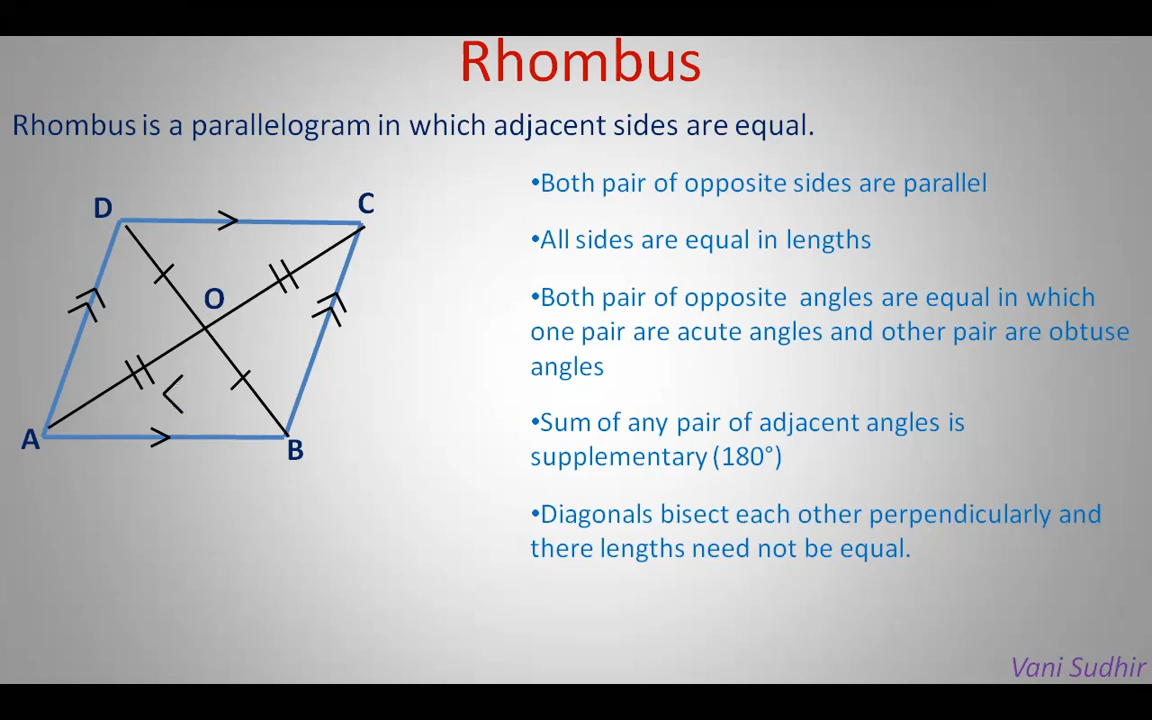 Rhombus
Rhombus is a parallelogram in which adjacent sides are equal.
D
C
O
A
B
•Both pair of opposite sides are parallel
•All sides are equal in lengths
•Both pair of opposite  angles are equal in which
one pair are acute angles and other pair are obtuse
angles
•Sum of any pair of adjacent angles is
supplementary (180°)
•Diagonals bisect each other perpendicularly and
there lengths need not be equal.
Vani Sudhir